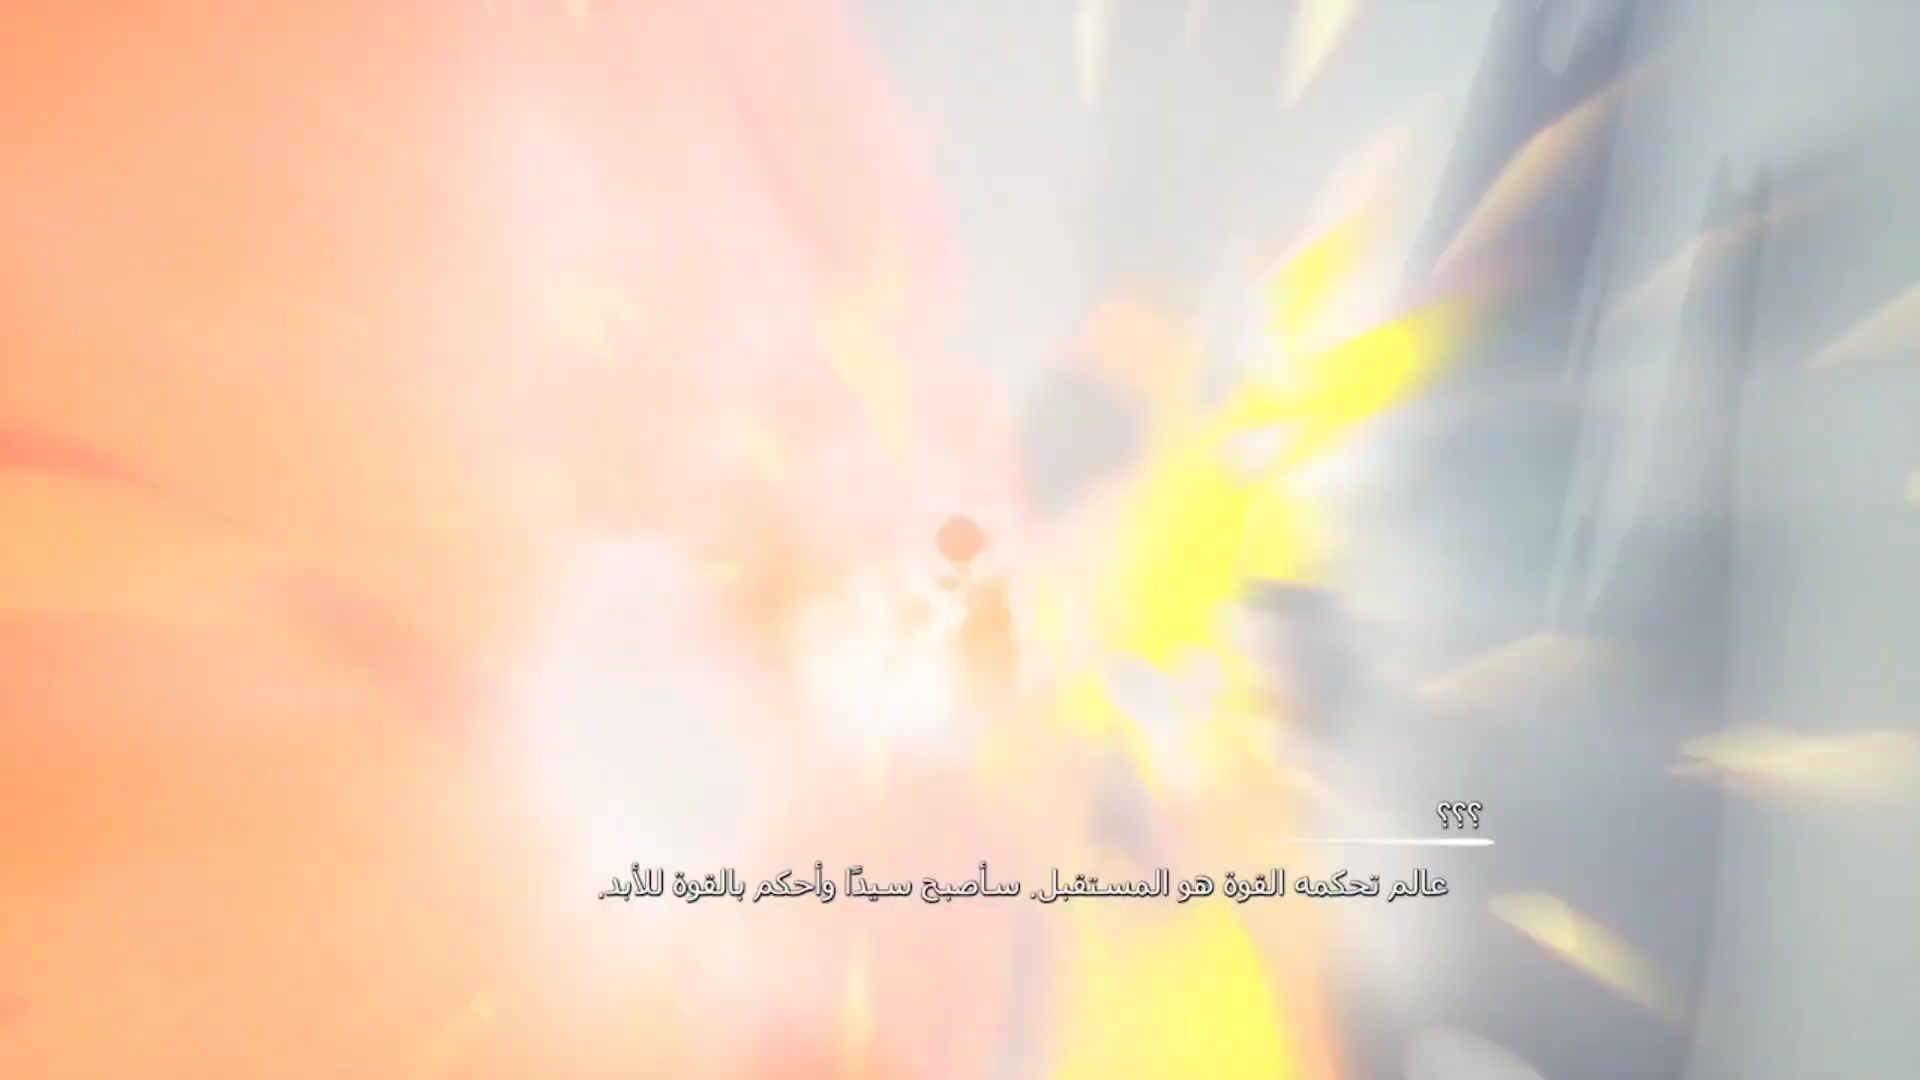 ؟؟؟
عالم تحكمه القوة هو المستقبل. سأصبح سيدًا وأحكم بالقوة للأبد.